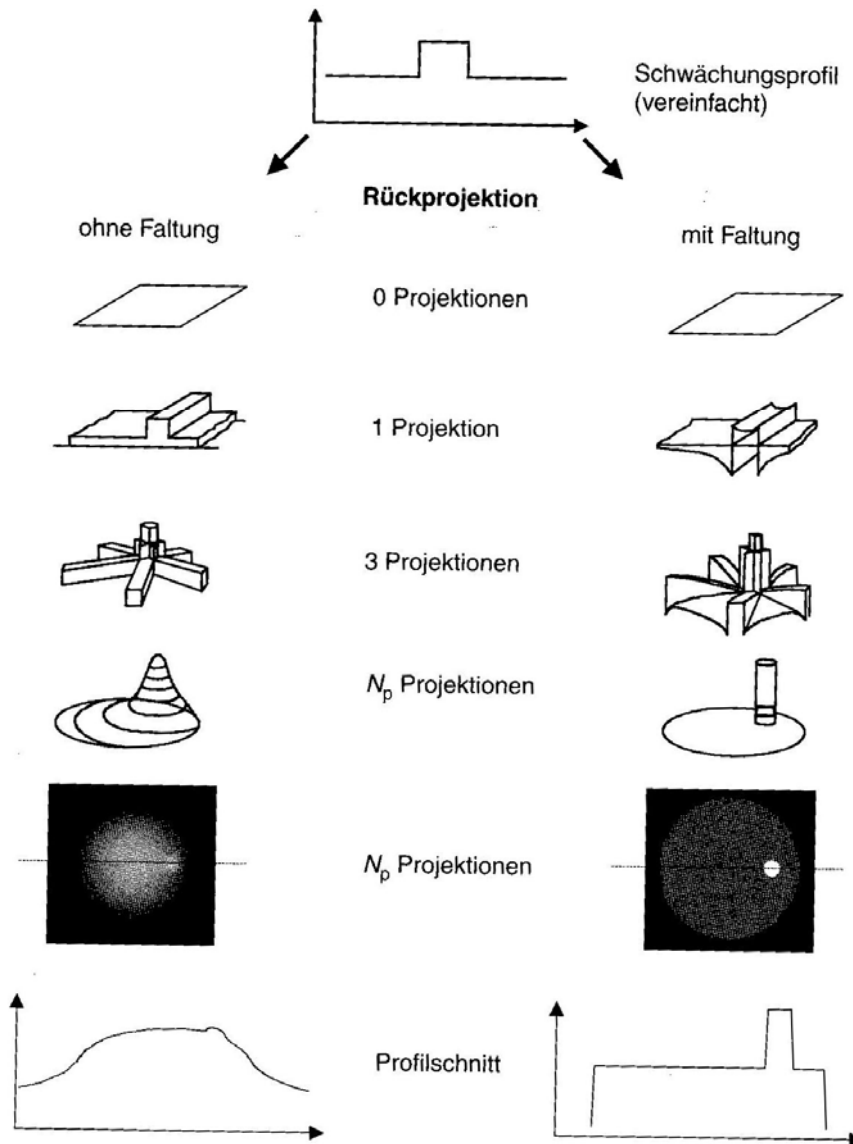 Schwächungsprofil
(vereinfacht)
Rückprojektion
ohne Faltung
mit Faltung
0 Projektionen
1 Projektion
3 Projektionen
Np Projektionen
Np Projektionen
Profilschnitt